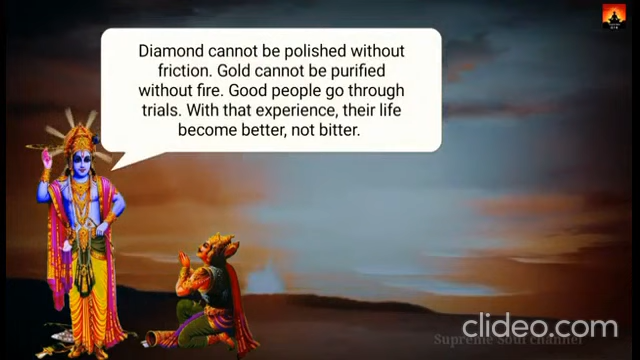 Diamond cannot be polished without
friction. Gold cannot be purified
without fire. Good people go through
trials. With that experience, their life
become better, not bitter.
clideo.com
Supreme Soul channel